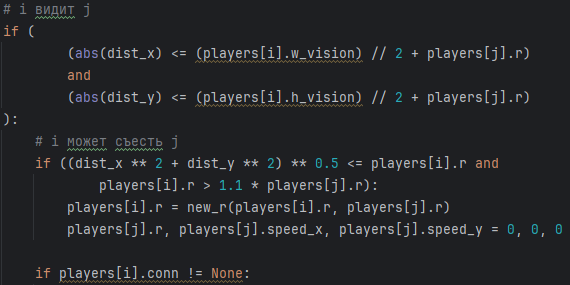 # i видит j
if (
        (abs(dist_x) <= (players[i].w_vision) // 2 + players[j].r)
        and
        (abs(dist_y) <= (players[i].h_vision) // 2 + players[j].r)
):
    # i может съесть j
    if ((dist_x ** 2 + dist_y ** 2) ** 0.5 <= players[i].r and
            players[i].r > 1.1 * players[j].r):
        players[i].r = new_r(players[i].r, players[j].r)
        players[j].r, players[j].speed_x, players[j].speed_y = 0, 0, 0
    if players[i].conn != None: